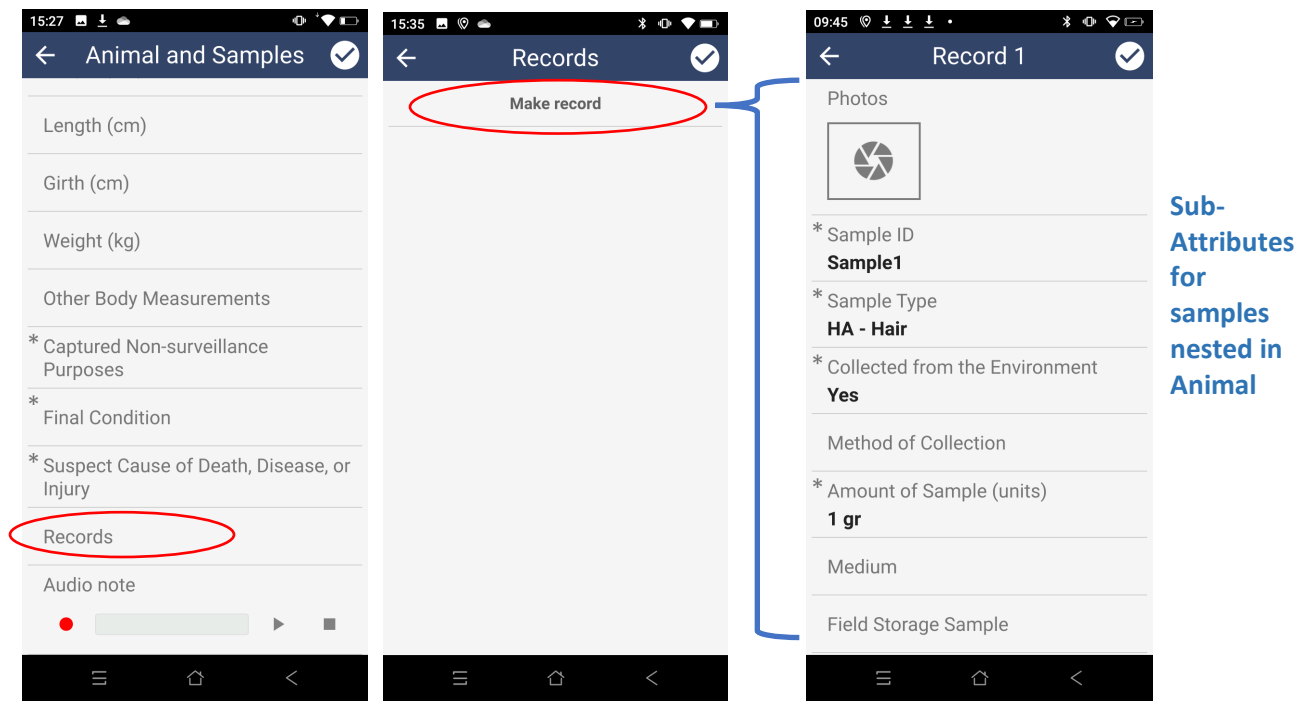 15:27
Animal and Samples
Length (cm)
Girth (cm)
Weight (kg)
Other Body Measurements
* Captured Non-surveillance
Purposes
*
Final Condition
* Suspect Cause of Death, Disease, or
Injury
Records
Audio note
15:35
Records
Make record
09:45
Record 1
Photos
* Sample ID
Sample1
* Sample Type
HA - Hair
* Collected from the Environment
Yes
Method of Collection
* Amount of Sample (units)
1 gr
Medium
Field Storage Sample
Sub-
Attributes
for
samples
nested in
Animal